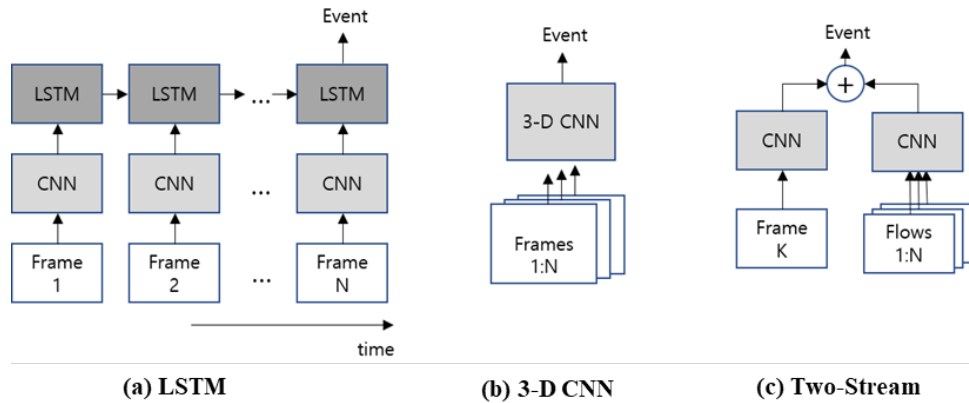 Event
LSTM
LSTM
...
LSTM
CNN
CNN
...
CNN
Frame
1
Frame
2
...
Frame
N
time
(a) LSTM
Event
3-D CNN
Frames
1:N
(b) 3-D CNN
Event
+
CNN
CNN
Frame
K
Flows
1:N
(c) Two-Stream